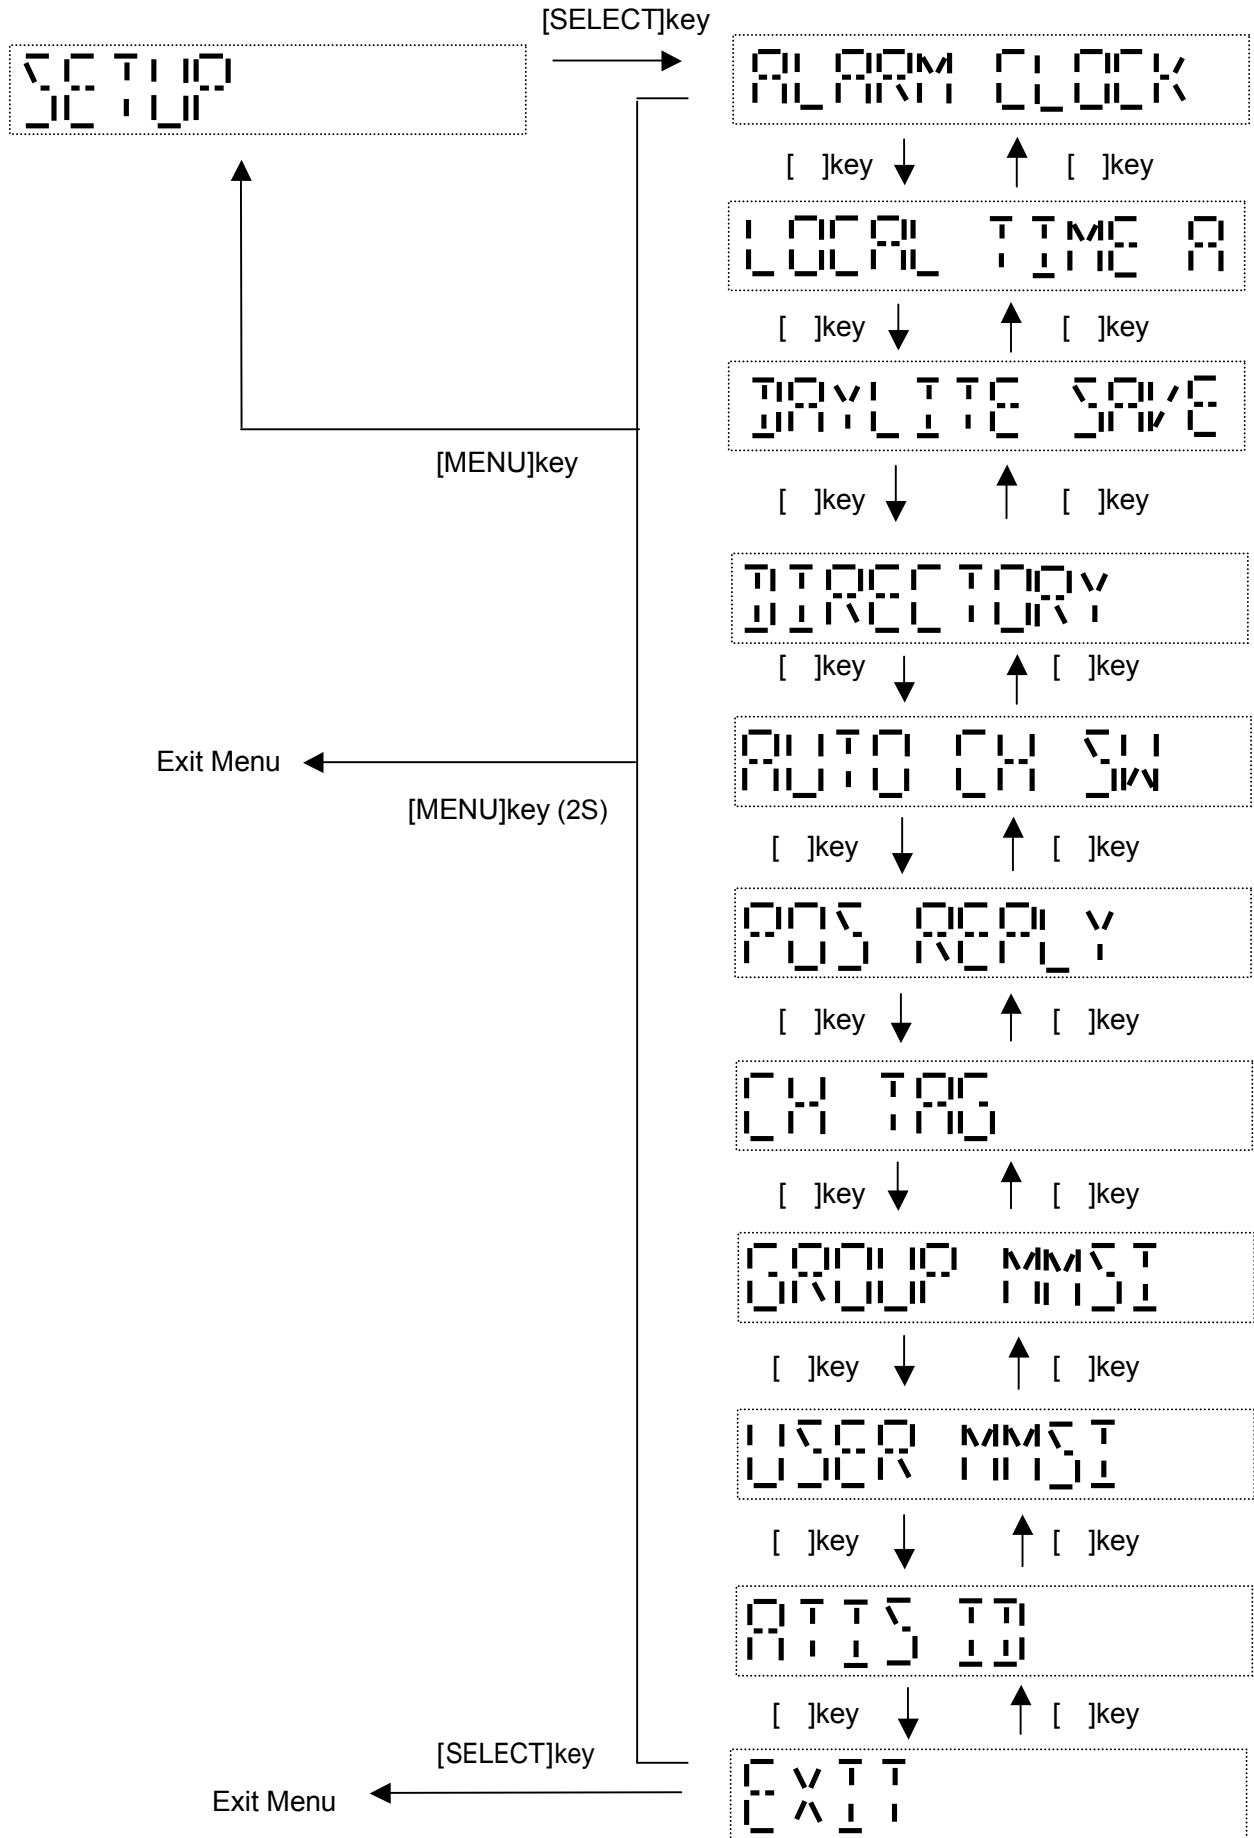 [SELECT]key
SETUP
ALARM CLOCK
[ ]key [ ]key
LOCAL TIME A
[ ]key [ ]key
DAYLITE SAVE
[MENU]key
[ ]key [ ]key
DIRECTORY
[ ]key [ ]key
AUTO CH SW
Exit Menu
[MENU]key (2S)
[ ]key [ ]key
POS REPLY
[ ]key [ ]key
CH TAG
[ ]key [ ]key
GROUP MMSI
[ ]key [ ]key
USER MMSI
[ ]key [ ]key
ATIS ID
[ ]key [ ]key
[SELECT]key
EXIT
Exit Menu